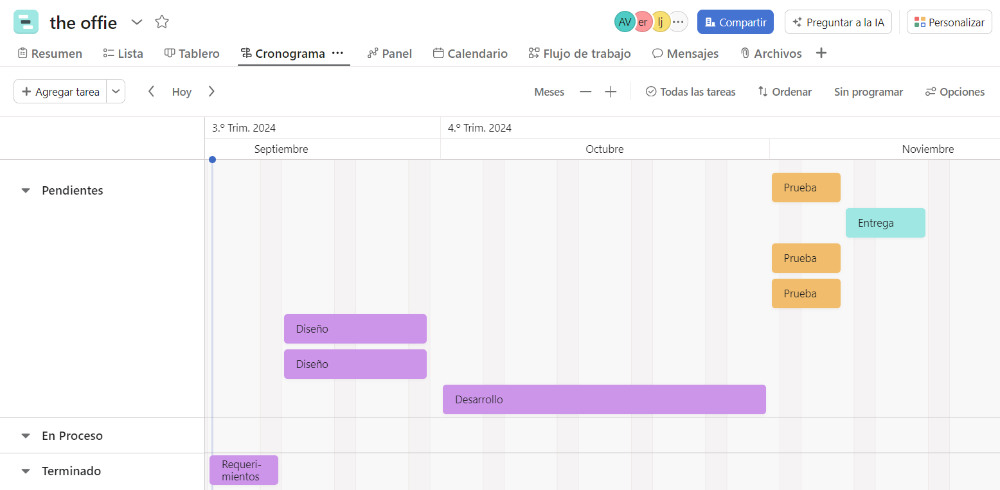 the offie
AV er lj Compartir Preguntar a la IA Personalizar
Resumen Lista Tablero Cronograma Panel Calendario Flujo de trabajo Mensajes Archivos
Agregar tarea Hoy Meses Todas las tareas Ordenar Sin programar Opciones
3.º Trim. 2024 4.º Trim. 2024
Septiembre Octubre Noviembre
Pendientes
Prueba
Entrega
Prueba
Prueba
Diseño
Diseño
Desarrollo
En Proceso
Terminado
Requeri-
mientos